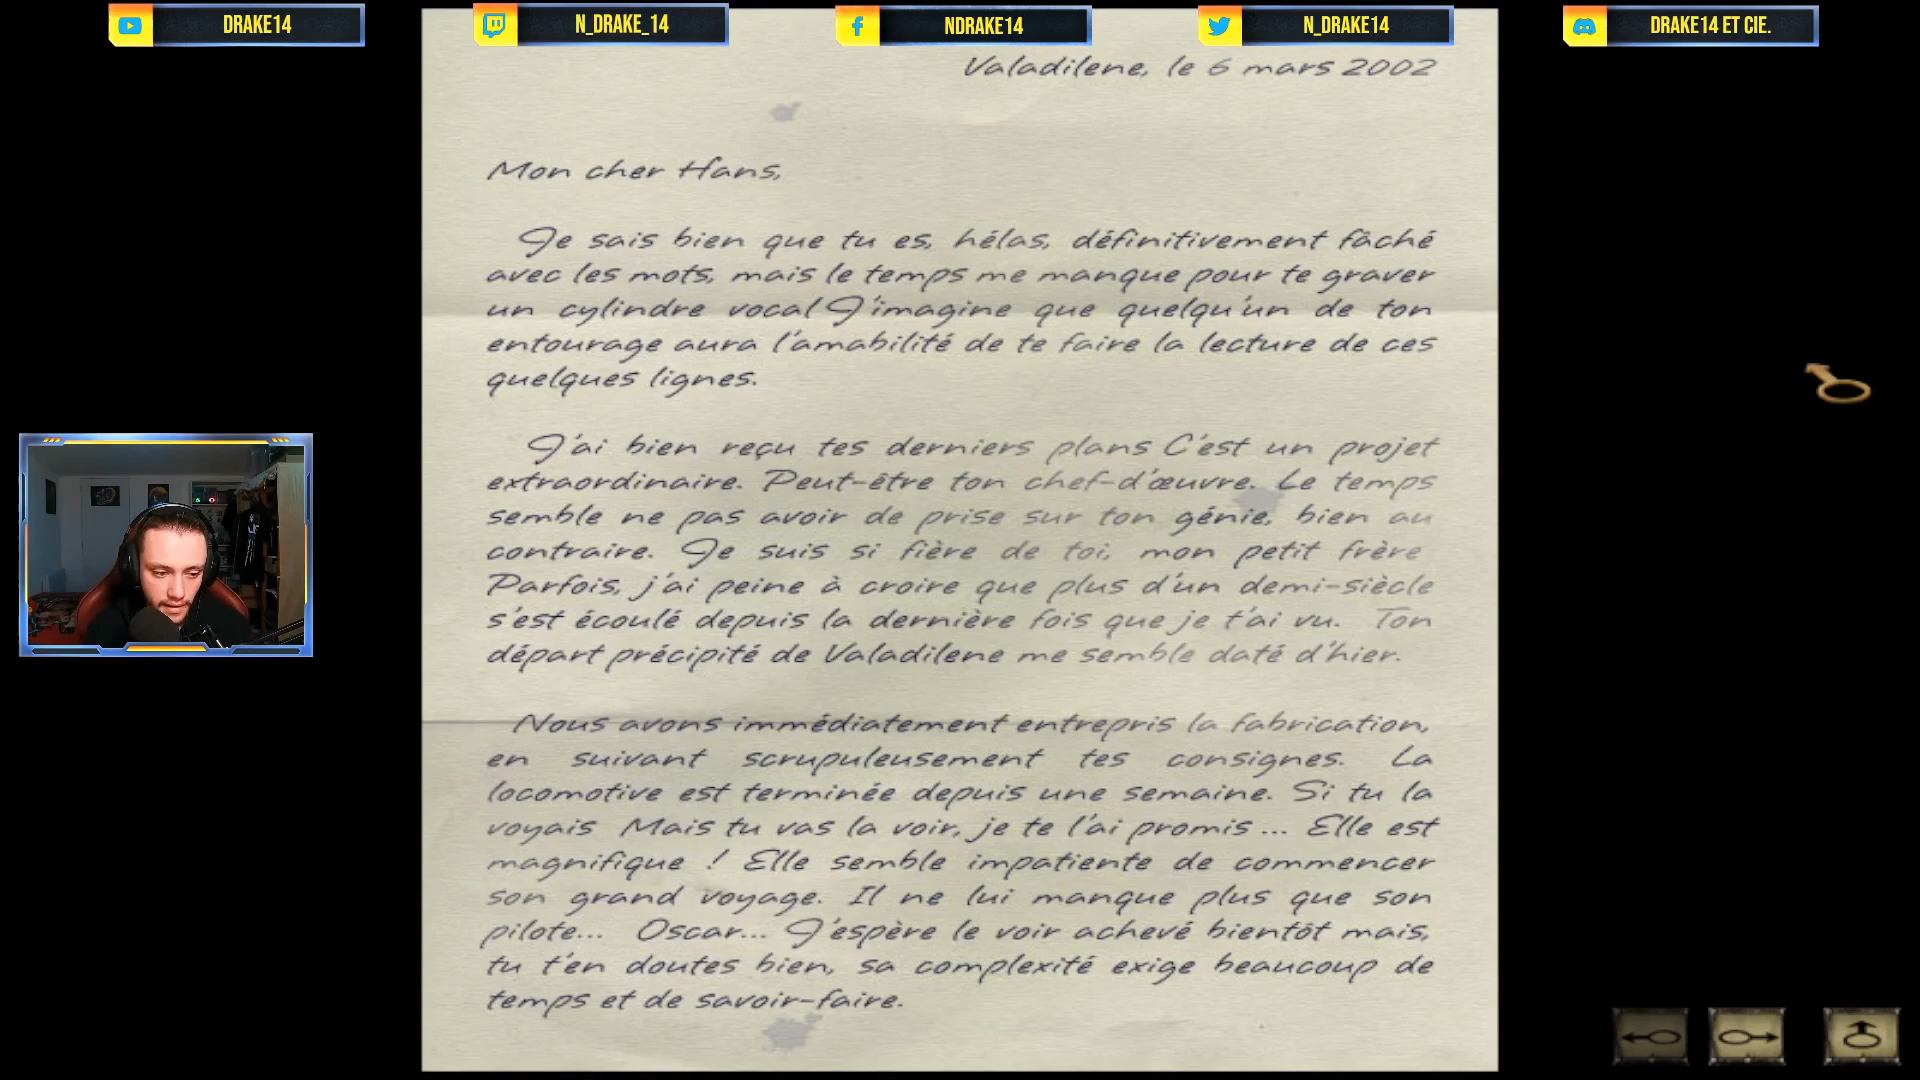 DRAKE14
N_DRAKE_14
NDRAKE14
N_DRAKE14
DRAKE14 ET CIE.
Valadilene, le 6 mars 2002
Mon cher Hans,
Je sais bien que tu es, hélas, définitivement fâché
avec les mots, mais le temps me manque pour te graver
un cylindre vocal J'imagine que quelqu'un de ton
entourage aura l'amabilité de te faire la lecture de ces
quelques lignes.
J'ai bien reçu tes derniers plans C'est un projet
extraordinaire. Peut-être ton chef-d'œuvre. Le temps
semble ne pas avoir de prise sur ton génie, bien au
contraire. Je suis si fière de toi, mon petit frère
Parfois, j'ai peine à croire que plus d'un demi-siècle
s'est écoulé depuis la dernière fois que je t'ai vu. Ton
départ précipité de Valadilene me semble daté d'hier.
Nous avons immédiatement entrepris la fabrication,
en suivant scrupuleusement tes consignes. La
locomotive est terminée depuis une semaine. Si tu la
voyais Mais tu vas la voir, je te l'ai promis ... Elle est
magnifique ! Elle semble impatiente de commencer
son grand voyage. Il ne lui manque plus que son
pilote... Oscar... J'espère le voir achevé bientôt mais,
tu t'en doutes bien, sa complexité exige beaucoup de
temps et de savoir-faire.